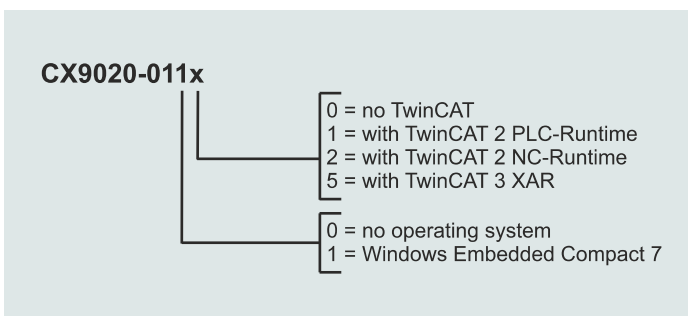 CX9020-011x
0 = no TwinCAT
1 = with TwinCAT 2 PLC-Runtime
2 = with TwinCAT 2 NC-Runtime
5 = with TwinCAT 3 XAR
0 = no operating system
1 = Windows Embedded Compact 7